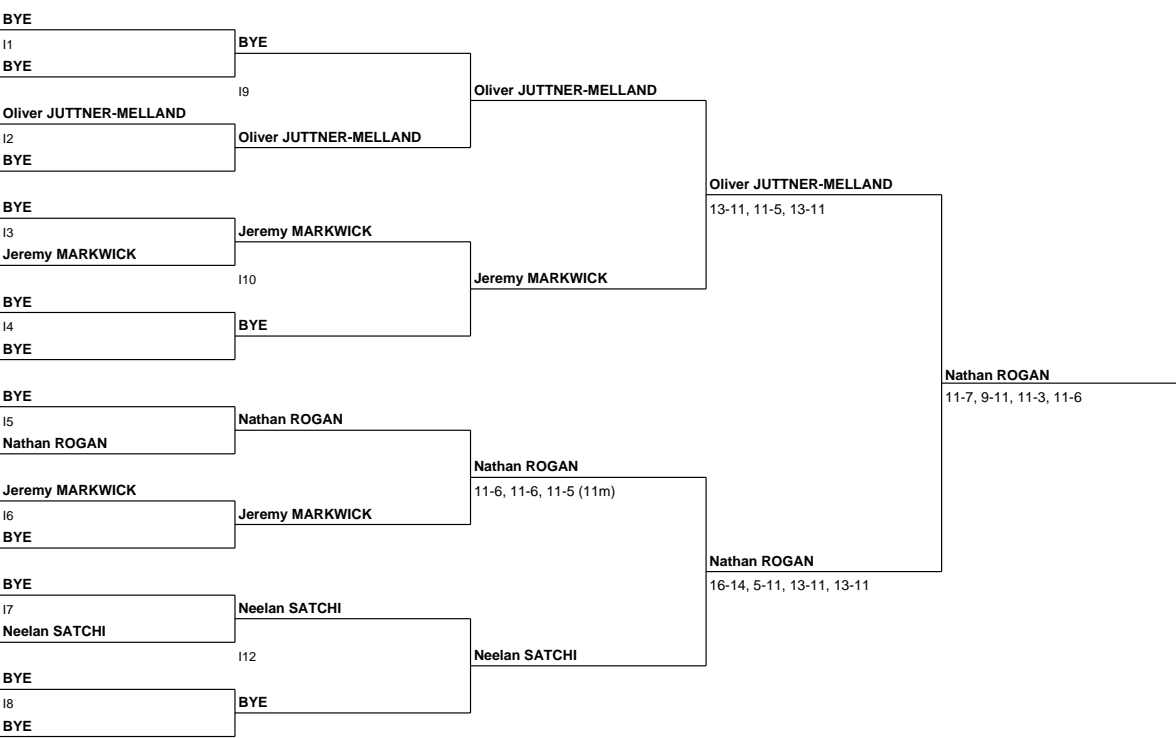 BYE
I1
BYE
Oliver JUTTNER-MELLAND
I2
BYE
BYE
I3
Jeremy MARKWICK
BYE
I4
BYE
BYE
I5
Nathan ROGAN
Jeremy MARKWICK
I6
BYE
BYE
I7
Neelan SATCHI
BYE
I8
BYE
BYE
I9
Oliver JUTTNER-MELLAND
Jeremy MARKWICK
I10
BYE
Nathan ROGAN
Jeremy MARKWICK
Neelan SATCHI
I12
BYE
Oliver JUTTNER-MELLAND
Jeremy MARKWICK
Nathan ROGAN
11-6, 11-6, 11-5 (11m)
Neelan SATCHI
Oliver JUTTNER-MELLAND
13-11, 11-5, 13-11
Nathan ROGAN
16-14, 5-11, 13-11, 13-11
Nathan ROGAN
11-7, 9-11, 11-3, 11-6